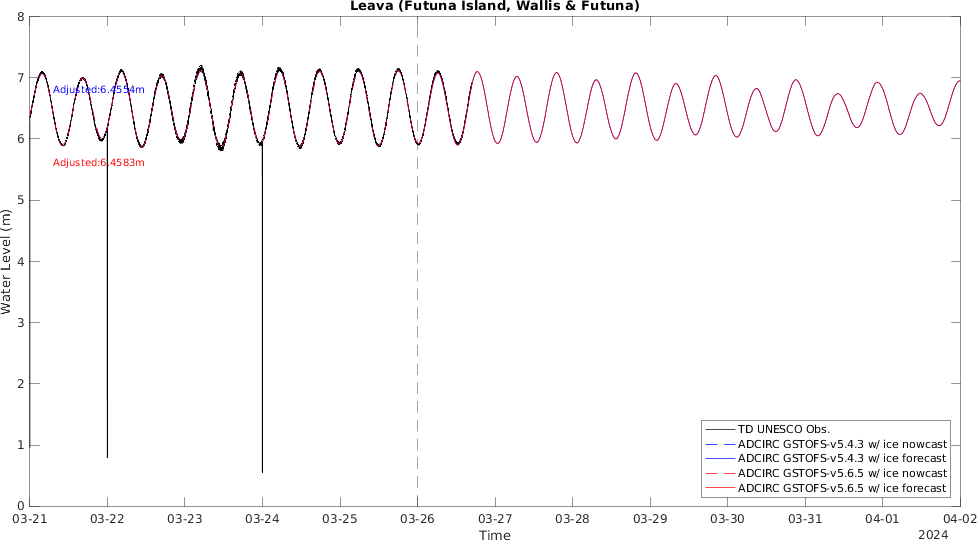 Leava (Futuna Island, Wallis & Futuna)
8
7
6
5
4
3
2
1
0
Water Level (m)
Adjusted:6.4554m
Adjusted:6.4583m
TD UNESCO Obs.
ADCIRC GSTOFS-v5.4.3 w/ ice nowcast
ADCIRC GSTOFS-v5.4.3 w/ ice forecast
ADCIRC GSTOFS-v5.6.5 w/ ice nowcast
ADCIRC GSTOFS-v5.6.5 w/ ice forecast
03-21 03-22 03-23 03-24 03-25 03-26 03-27 03-28 03-29 03-30 03-31 04-01 04-02
Time
2024